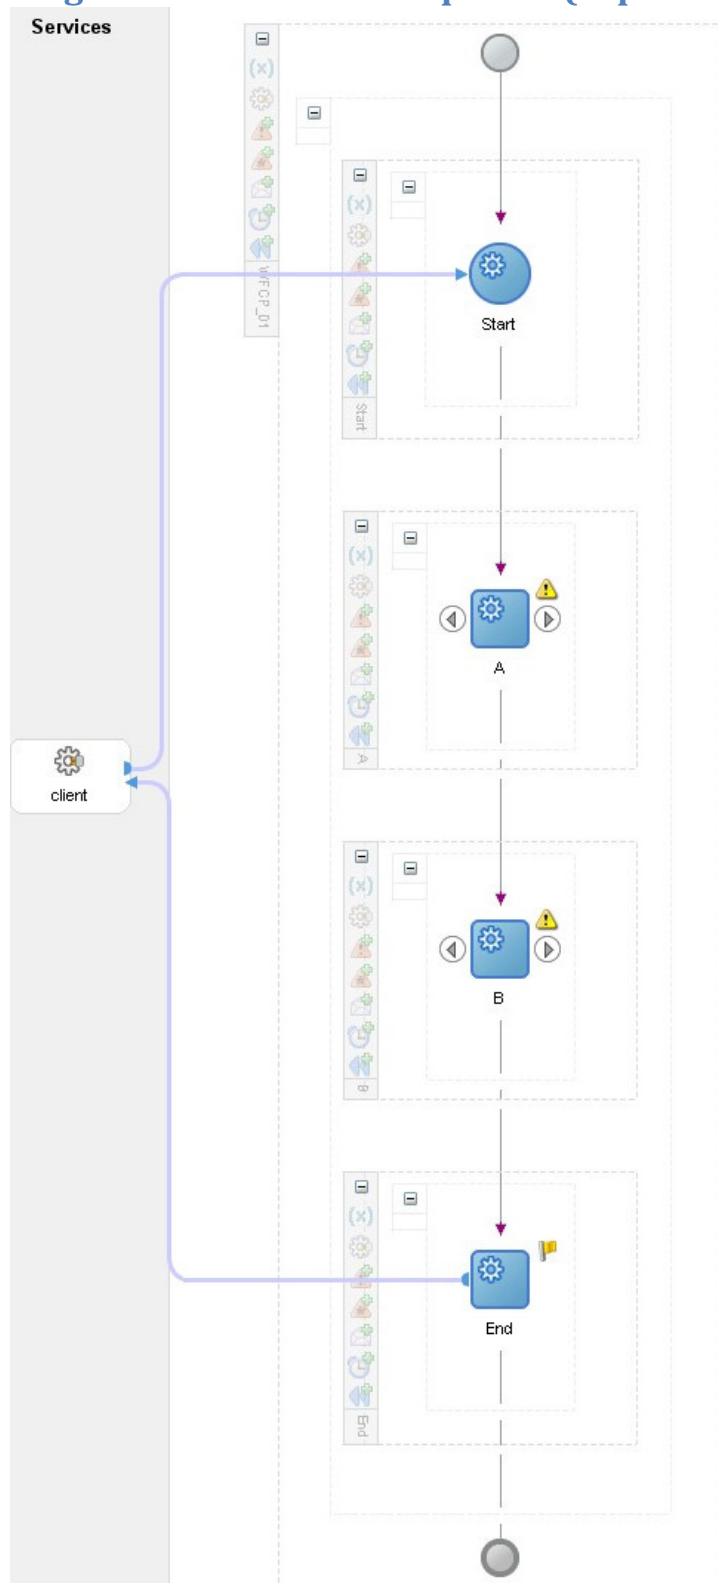 Services
(x)
WFCP_01
(x)
Start
Start
(x)
A
A
client
(x)
B
B
(x)
End
End